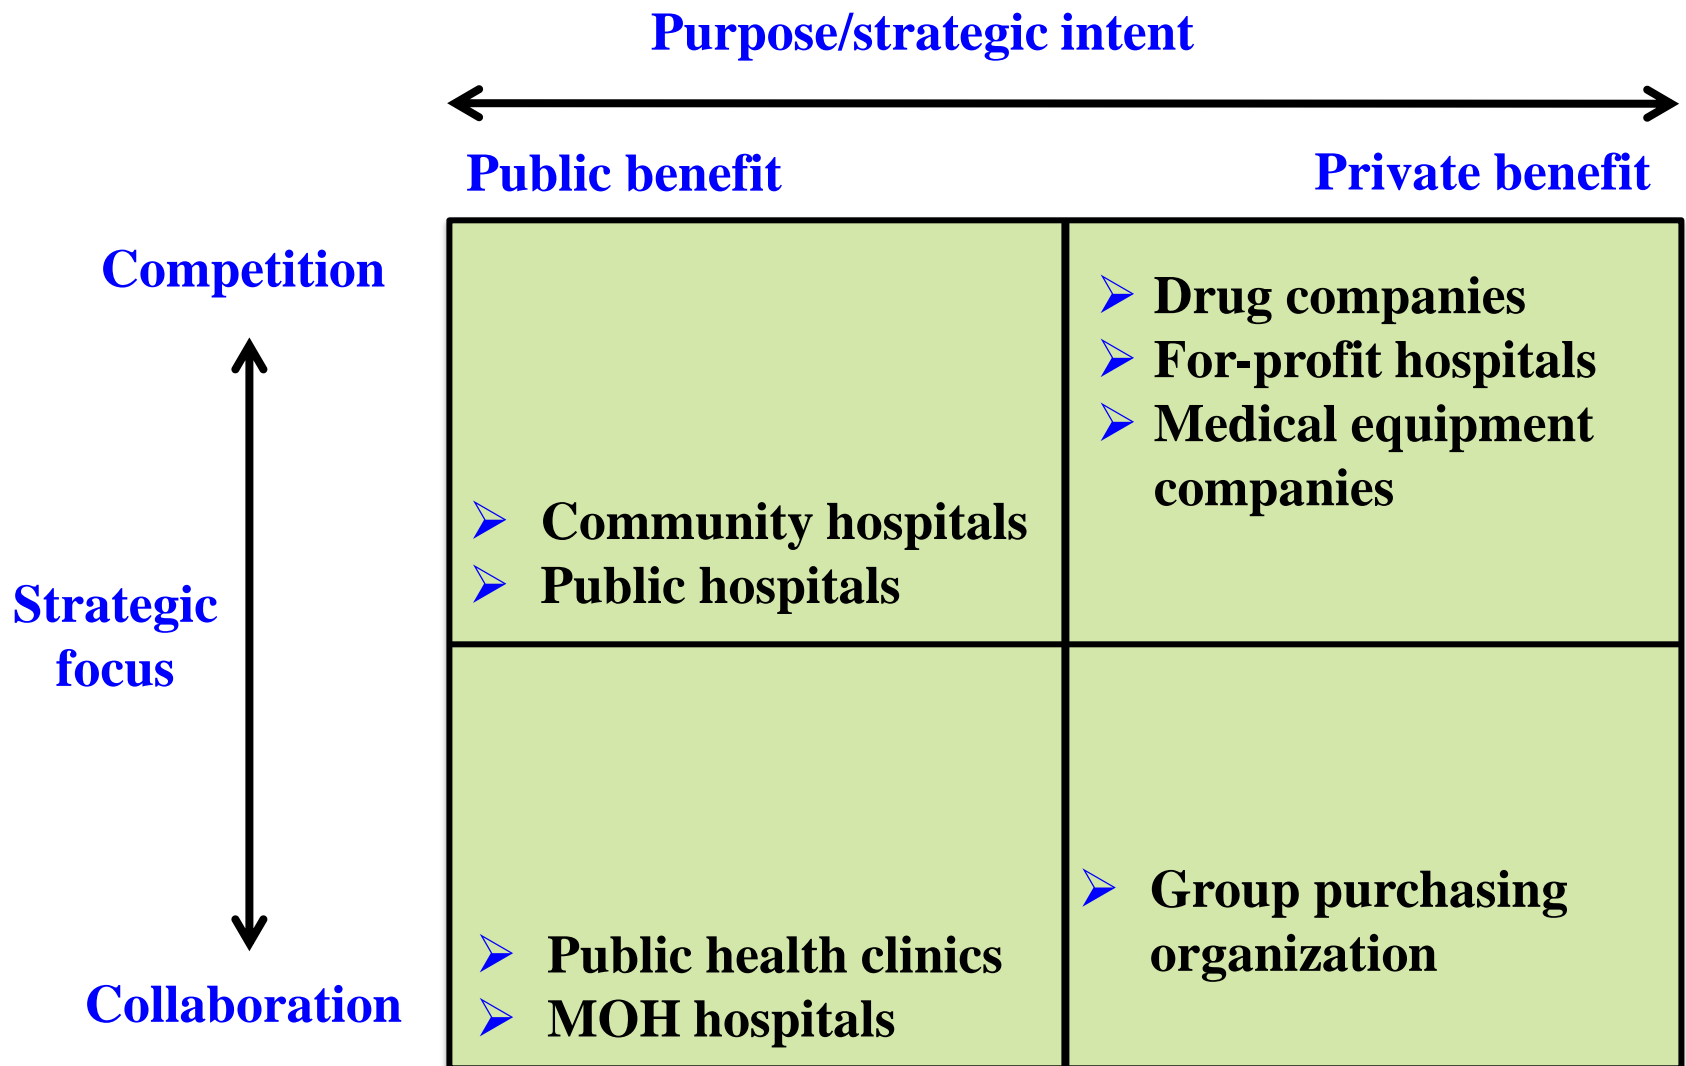 Purpose/strategic intent
Public benefit
Private benefit
Competition
Strategic
focus
Collaboration
Community hospitals
Public hospitals
Drug companies
For-profit hospitals
Medical equipment
companies
Public health clinics
MOH hospitals
Group purchasing
organization